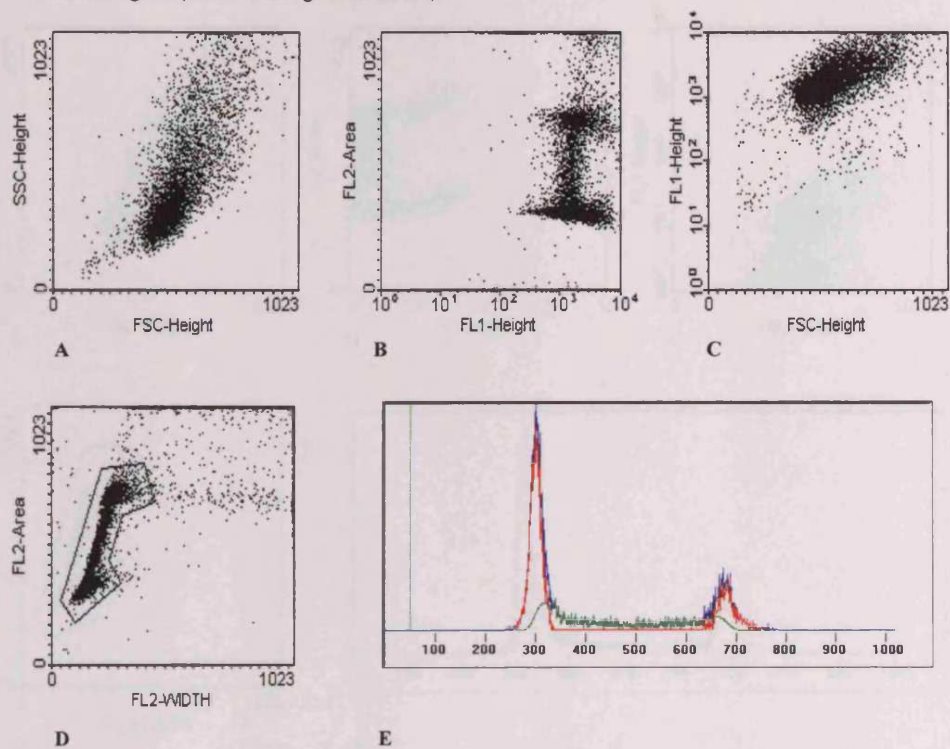 1023
SSC-Height
0
0
1023
FSC-Height
A
1023
FL2-Area
0
10⁰
10¹
10²
10³
10⁴
FL1-Height
B
10⁴
10³
10²
10¹
10⁰
FL1-Height
0
1023
FSC-Height
C
1023
FL2-Area
0
0
1023
FL2-WIDTH
D
100 200 300 400 500 600 700 800 900 1000
E